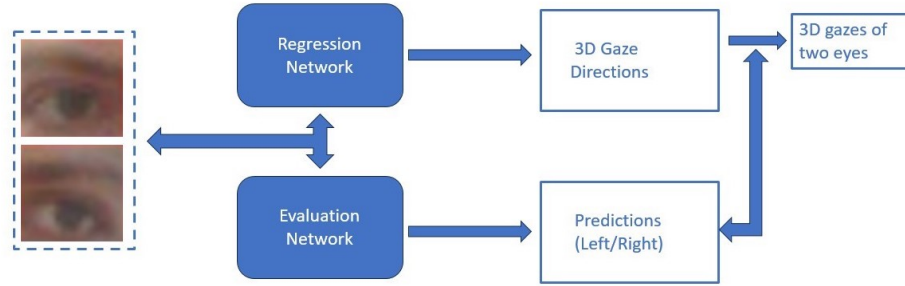 Regression
Network
3D Gaze
Directions
3D gazes of
two eyes
Evaluation
Network
Predictions
(Left/Right)